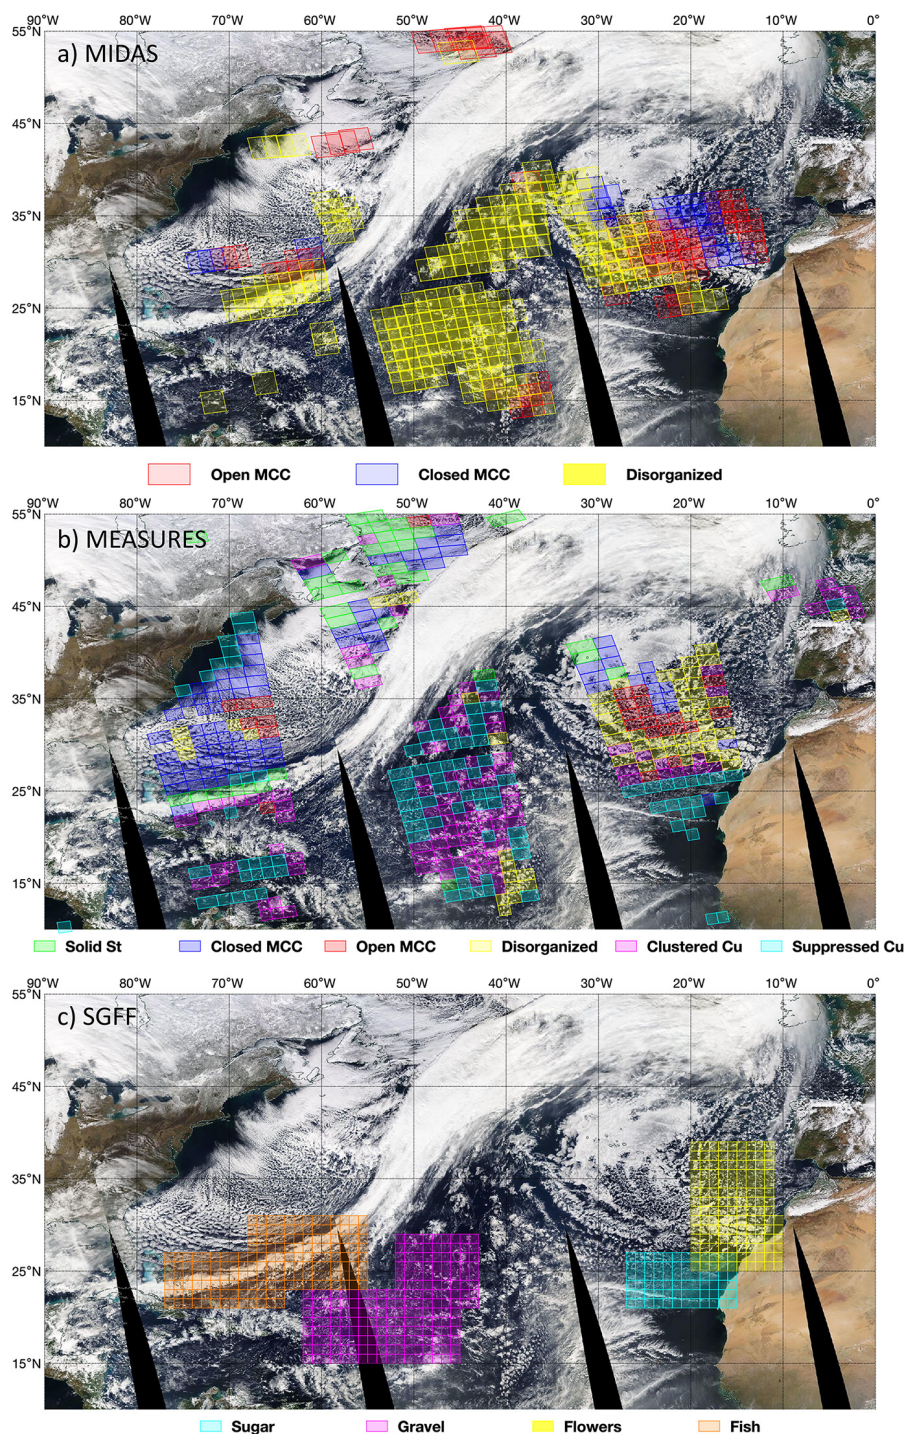 90°W 80°W 70°W 60°W 50°W 40°W 30°W 20°W 10°W 0°
55°N
a) MIDAS
45°N
35°N
25°N
15°N
Open MCC Closed MCC Disorganized
90°W 80°W 70°W 60°W 50°W 40°W 30°W 20°W 10°W 0°
55°N
b) MEASURES
45°N
35°N
25°N
15°N
Solid St Closed MCC Open MCC Disorganized Clustered Cu Suppressed Cu
90°W 80°W 70°W 60°W 50°W 40°W 30°W 20°W 10°W 0°
55°N
c) SGFF
45°N
35°N
25°N
15°N
Sugar Gravel Flowers Fish